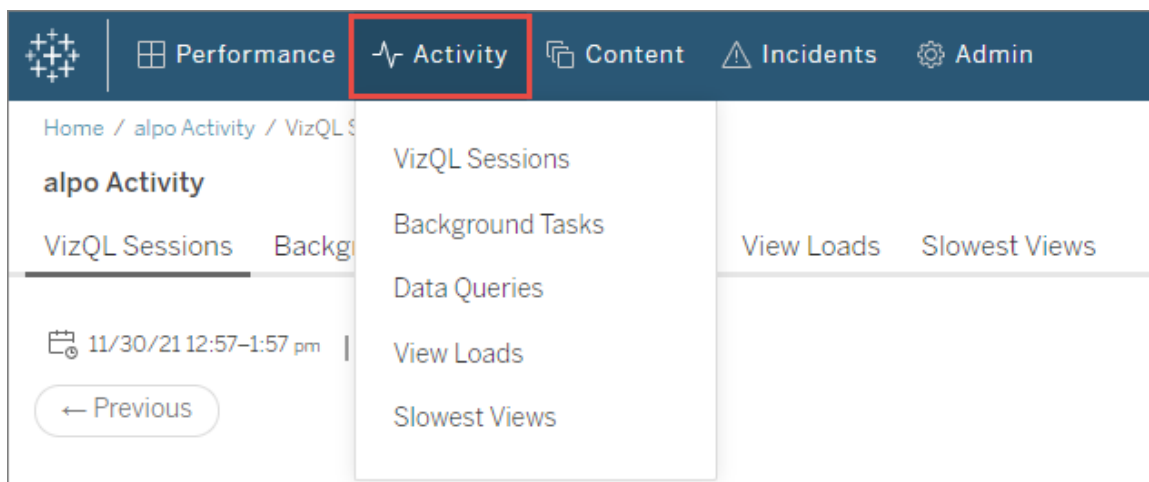 Performance Activity Content Incidents Admin
Home / alpo Activity / VizQL
VizQL Sessions
alpo Activity
Background Tasks
VizQL Sessions View Loads Slowest Views
Data Queries
11/30/21 12:57–1:57 pm |
View Loads
← Previous
Slowest Views